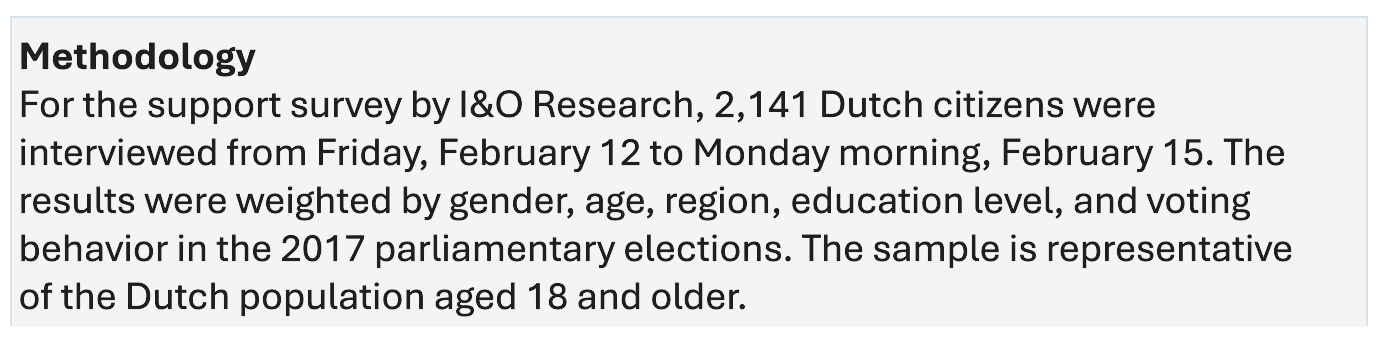 Methodology
For the support survey by I&O Research, 2,141 Dutch citizens were
interviewed from Friday, February 12 to Monday morning, February 15. The
results were weighted by gender, age, region, education level, and voting
behavior in the 2017 parliamentary elections. The sample is representative
of the Dutch population aged 18 and older.